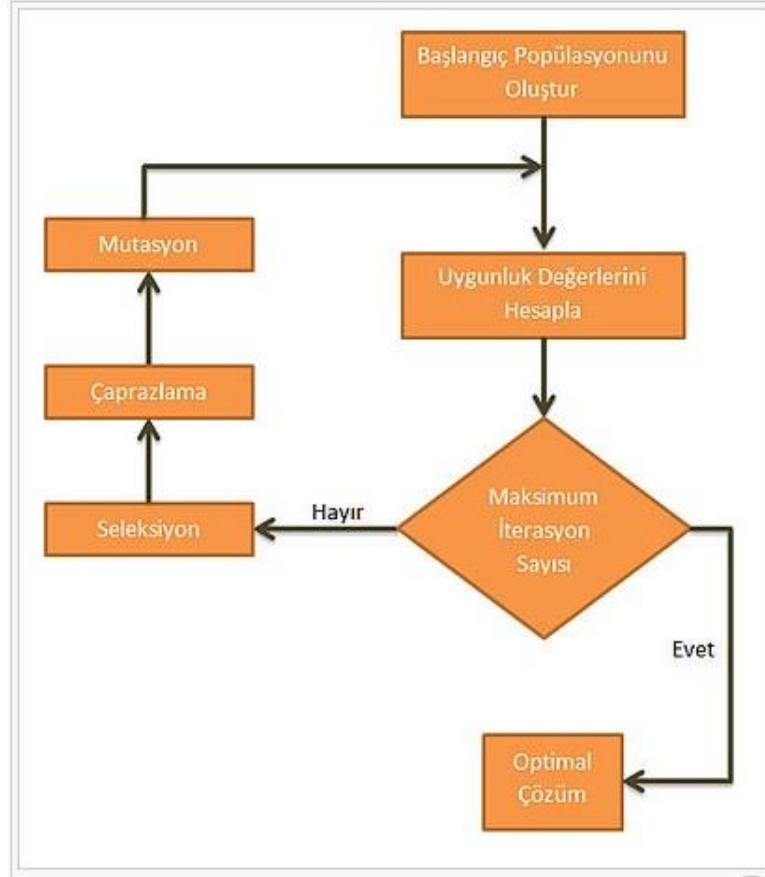 Başlangıç Popülasyonunu
Oluştur
Mutasyon
Uygunluk Değerlerini
Hesapla
Çaprazlama
Seleksiyon
Hayır
Maksimum
İterasyon
Sayısı
Evet
Optimal
Çözüm